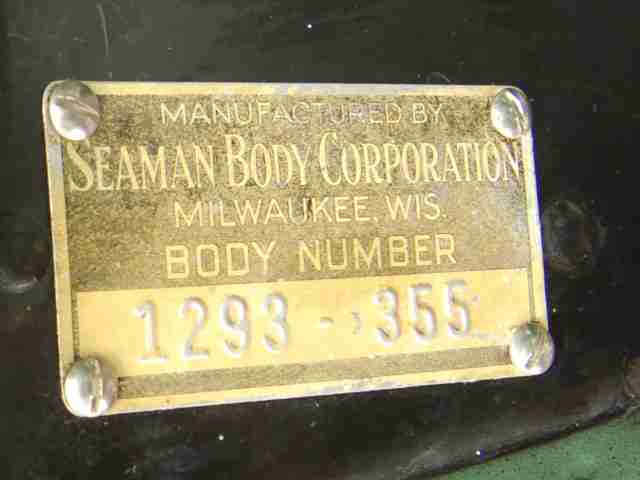 MANUFACTURED BY
SEAMAN BODY CORPORATION
MILWAUKEE, WIS.
BODY NUMBER
1293 - 355